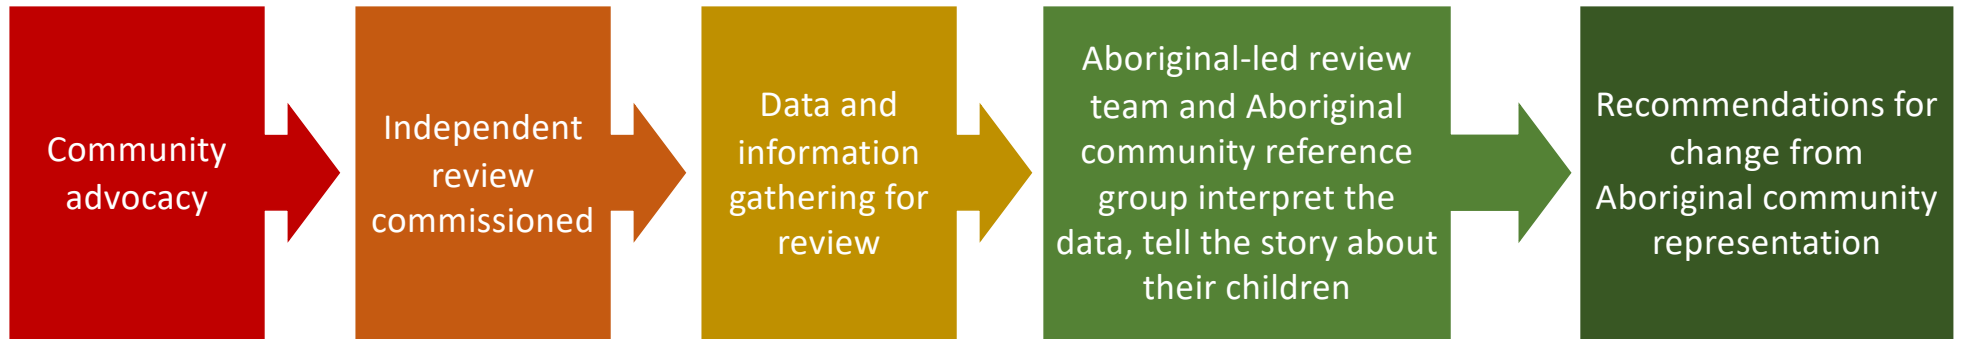 Community
advocacy
Independent
review
commissioned
Data and
information
gathering for
review
Aboriginal-led review
team and Aboriginal
community reference
group interpret the
data, tell the story about
their children
Recommendations for
change from
Aboriginal community
representation